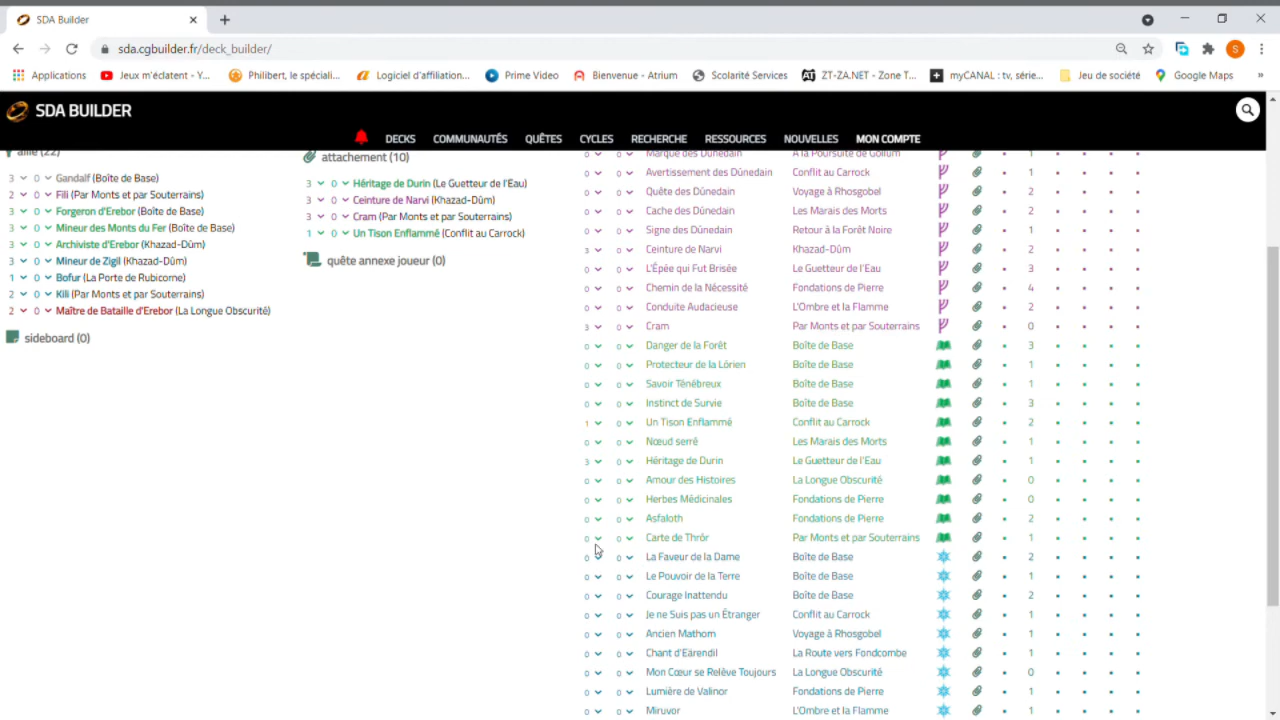 SDA Builder
sda.cgbuilder.fr/deck_builder/
S
Applications
Jeux m'éclatent - Y...
Philibert, le spéciali...
Logiciel d'affiliation...
Prime Video
Bienvenue - Atrium
Scolarité Services
ZT-ZA.NET - Zone T...
myCANAL : tv, série...
Jeu de société
Google Maps
»
SDA BUILDER
DECKS COMMUNAUTÉS QUÊTES CYCLES RECHERCHE RESSOURCES NOUVELLES MON COMPTE
allié (22)
3 0 Gandalf (Boîte de Base)
2 0 Fili (Par Monts et par Souterrains)
3 0 Forgeron d'Erebor (Boîte de Base)
3 0 Mineur des Monts du Fer (Boîte de Base)
3 0 Archiviste d'Erebor (Khazad-Dûm)
3 0 Mineur de Zigil (Khazad-Dûm)
1 0 Bofur (La Porte de Rubicorne)
2 0 Kili (Par Monts et par Souterrains)
2 0 Maître de Bataille d'Erebor (La Longue Obscurité)
sideboard (0)
attachement (10)
3 0 Héritage de Durin (Le Guetteur de l'Eau)
3 0 Ceinture de Narvi (Khazad-Dûm)
3 0 Cram (Par Monts et par Souterrains)
1 0 Un Tison Enflammé (Conflit au Carrock)
quête annexe joueur (0)
0 0 Marque des Dúnedain À la Poursuite de Gollum 1
0 0 Avertissement des Dúnedain Conflit au Carrock 1
0 0 Quête des Dúnedain Voyage à Rhosgobel 2
0 0 Cache des Dúnedain Les Marais des Morts 2
0 0 Signe des Dúnedain Retour à la Forêt Noire 1
3 0 Ceinture de Narvi Khazad-Dûm 2
0 0 L'Épée qui Fut Brisée Le Guetteur de l'Eau 3
0 0 Chemin de la Nécessité Fondations de Pierre 4
0 0 Conduite Audacieuse L'Ombre et la Flamme 2
3 0 Cram Par Monts et par Souterrains 0
0 0 Danger de la Forêt Boîte de Base 3
0 0 Protecteur de la Lórien Boîte de Base 1
0 0 Savoir Ténébreux Boîte de Base 1
0 0 Instinct de Survie Boîte de Base 3
1 0 Un Tison Enflammé Conflit au Carrock 2
0 0 Nœud serré Les Marais des Morts 1
3 0 Héritage de Durin Le Guetteur de l'Eau 1
0 0 Amour des Histoires La Longue Obscurité 0
0 0 Herbes Médicinales Fondations de Pierre 0
0 0 Asfaloth Fondations de Pierre 2
0 0 Carte de Thrór Par Monts et par Souterrains 1
0 0 La Faveur de la Dame Boîte de Base 2
0 0 Le Pouvoir de la Terre Boîte de Base 1
0 0 Courage Inattendu Boîte de Base 2
0 0 Je ne Suis pas un Étranger Conflit au Carrock 1
0 0 Ancien Mathom Voyage à Rhosgobel 1
0 0 Chant d'Eärendil La Route vers Fondcombe 1
0 0 Mon Cœur se Relève Toujours La Longue Obscurité 0
0 0 Lumière de Valinor Fondations de Pierre 1
0 0 Miruvor L'Ombre et la Flamme 1